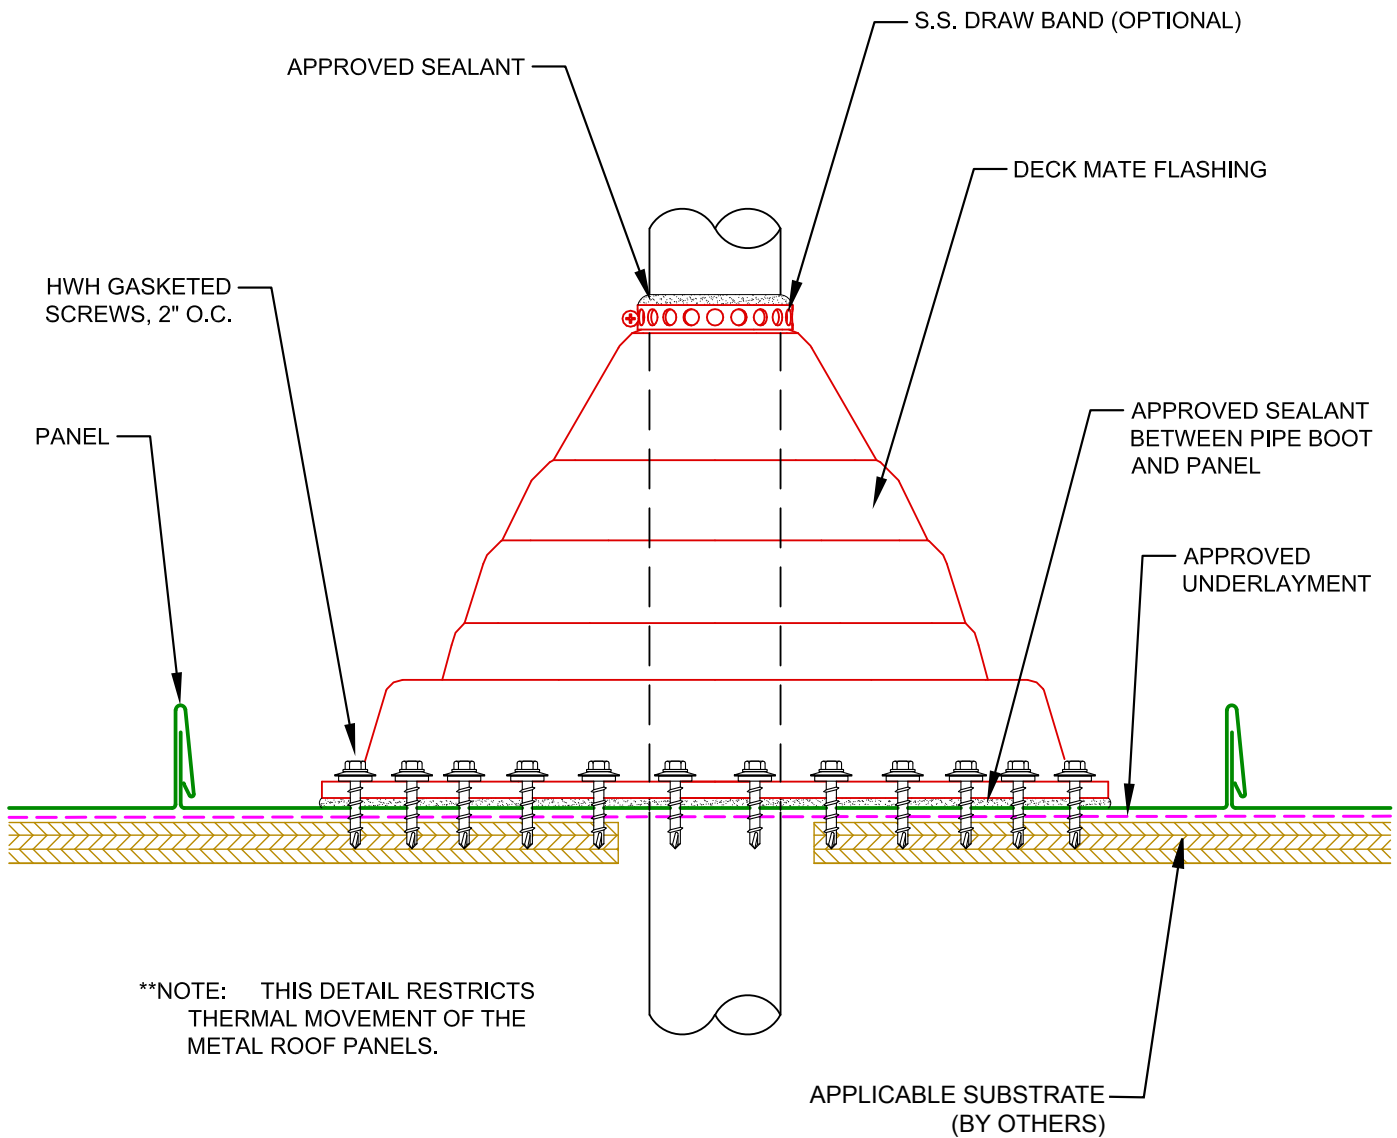 S.S. DRAW BAND (OPTIONAL)
APPROVED SEALANT
DECK MATE FLASHING
HWH GASKETED
SCREWS, 2" O.C.
PANEL
APPROVED SEALANT
BETWEEN PIPE BOOT
AND PANEL
APPROVED
UNDERLAYMENT
**NOTE: THIS DETAIL RESTRICTS
THERMAL MOVEMENT OF THE
METAL ROOF PANELS.
APPLICABLE SUBSTRATE
(BY OTHERS)